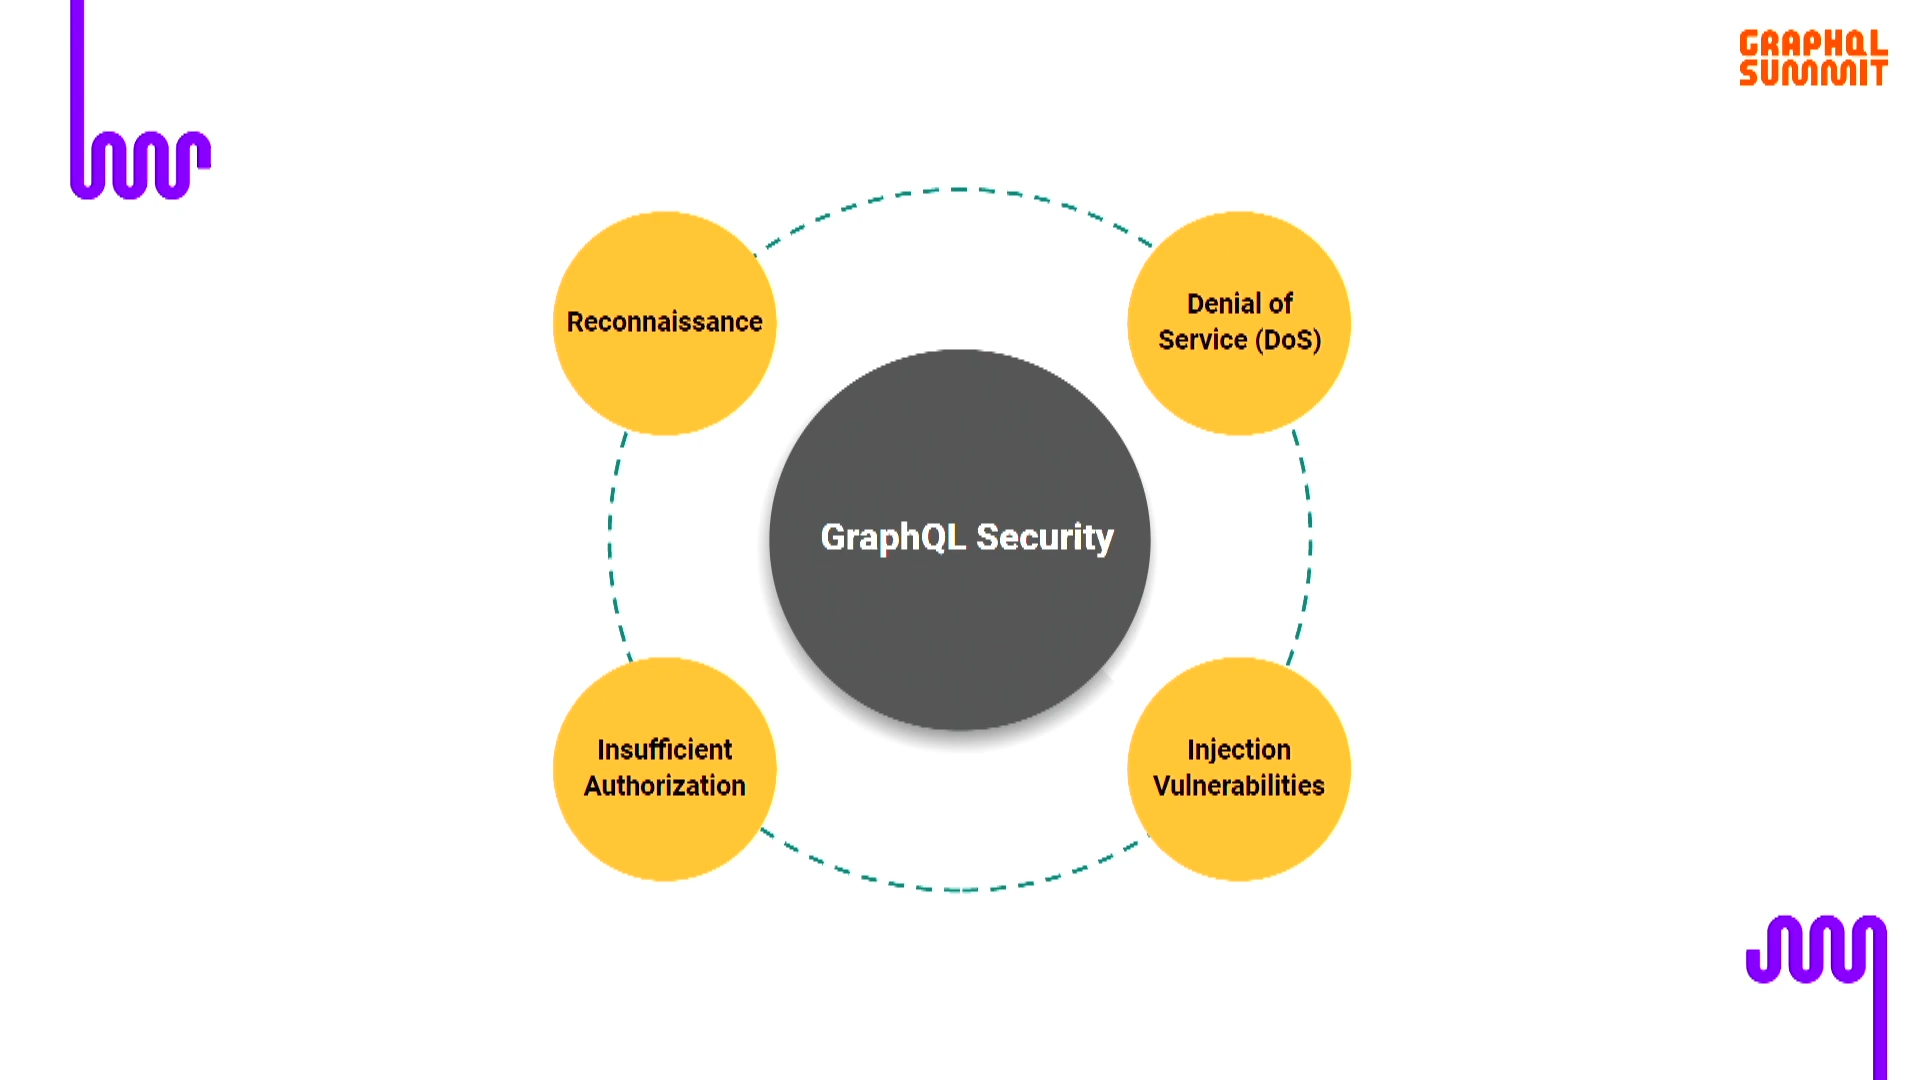 GRAPHQL
SUMMIT
Reconnaissance
Denial of
Service (DoS)
GraphQL Security
Insufficient
Authorization
Injection
Vulnerabilities